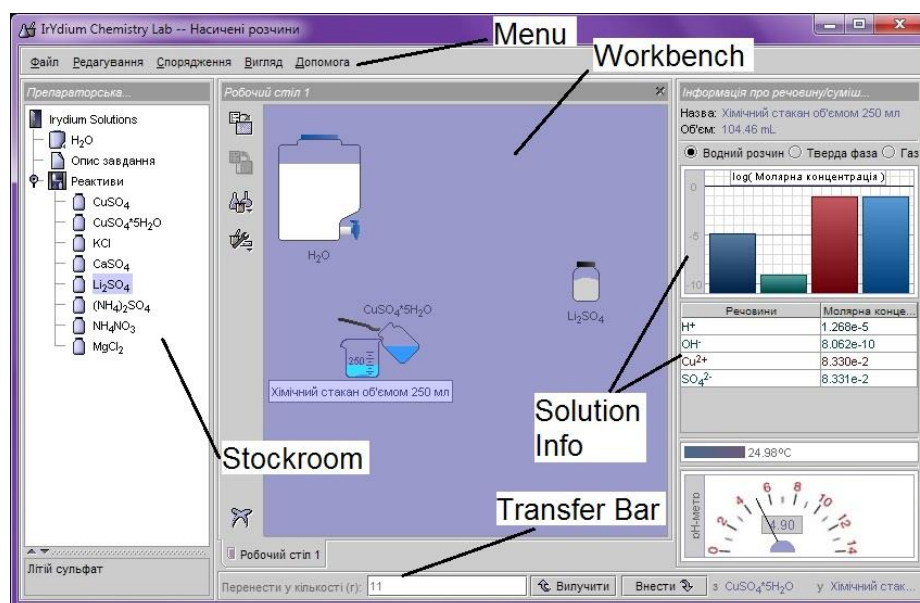 IrYdium Chemistry Lab -- Насичені розчини
Menu
Workbench
Файл Редагування Спорядження Вигляд Допомога
Препараторська...
Irydium Solutions
H₂O
Опис завдання
Реактиви
CuSO₄
CuSO₄*5H₂O
KCl
CaSO₄
Li₂SO₄
(NH₄)₂SO₄
NH₄NO₃
MgCl₂
Stockroom
Літій сульфат
Робочий стіл 1
H₂O
CuSO₄*5H₂O
250
Хімічний стакан об'ємом 250 мл
Li₂SO₄
Solution
Info
Transfer Bar
Робочий стіл 1
Перенести у кількості (г): 11 Вилучити Внести з CuSO₄*5H₂O у Хімічний стак...
Інформація про речовину/суміш...
Назва: Хімічний стакан об'ємом 250 мл
Об'єм: 104.46 mL
Водний розчин Тверда фаза Газ
log( Молярна концентрація )
0
-5
-10
Речовини Молярна конце...
H⁺ 1.268e-5
OH⁻ 8.062e-10
Cu²⁺ 8.330e-2
SO₄²⁻ 8.331e-2
24.98ºC
pH-метр
0 2 4 6 8 10 12 14
4.90